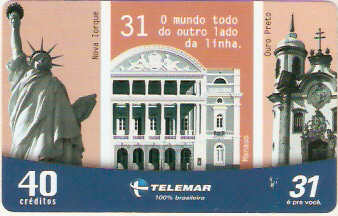 Nova Iorque
31 O mundo todo
do outro lado
da linha.
Ouro Preto
Manaus
40
créditos
TELEMAR
100% brasileira
31
é pra você.